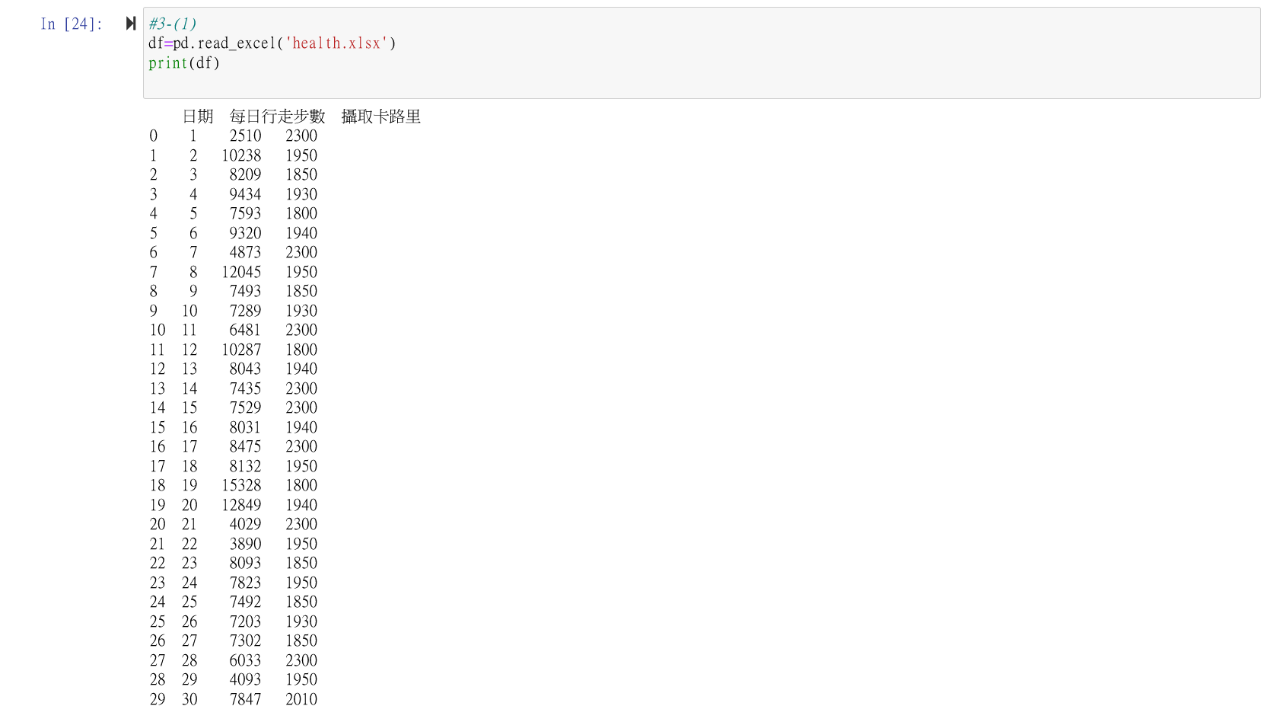 In [24]: #3-(1)
df=pd.read_excel('health.xlsx')
print(df)
日期 每日行走步數 攝取卡路里
0 1 2510 2300
1 2 10238 1950
2 3 8209 1850
3 4 9434 1930
4 5 7593 1800
5 6 9320 1940
6 7 4873 2300
7 8 12045 1950
8 9 7493 1850
9 10 7289 1930
10 11 6481 2300
11 12 10287 1800
12 13 8043 1940
13 14 7435 2300
14 15 7529 2300
15 16 8031 1940
16 17 8475 2300
17 18 8132 1950
18 19 15328 1800
19 20 12849 1940
20 21 4029 2300
21 22 3890 1950
22 23 8093 1850
23 24 7823 1950
24 25 7492 1850
25 26 7203 1930
26 27 7302 1850
27 28 6033 2300
28 29 4093 1950
29 30 7847 2010